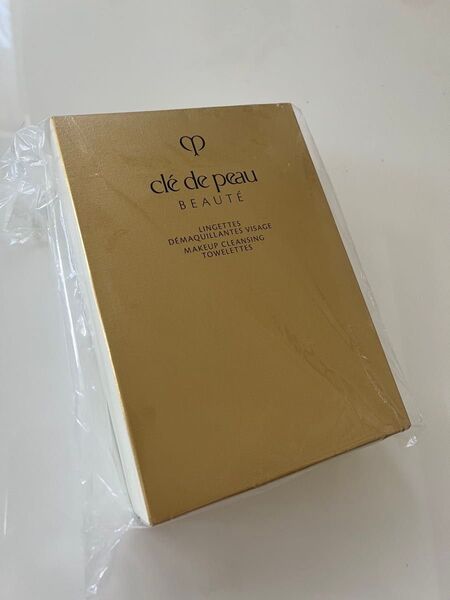 clé de peau
BEAUTÉ
LINGETTES
DÉMAQUILLANTES VISAGE
MAKEUP CLEANSING
TOWELETTES